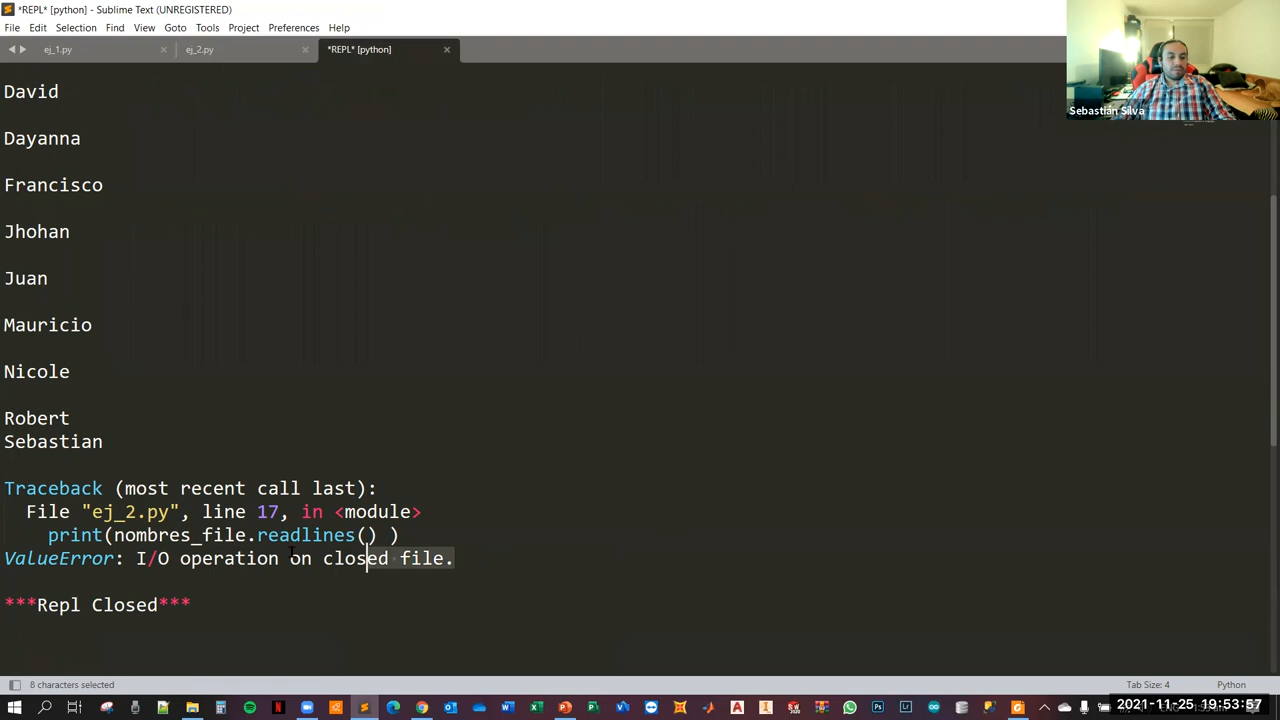 *REPL* [python] - Sublime Text (UNREGISTERED)
File Edit Selection Find View Goto Tools Project Preferences Help
ej_1.py ej_2.py *REPL* [python]
Sebastián Silva
David
Dayanna
Francisco
Jhohan
Juan
Mauricio
Nicole
Robert
Sebastian
Traceback (most recent call last):
File "ej_2.py", line 17, in <module>
print(nombres_file.readlines() )
ValueError: I/O operation on closed file.
***Repl Closed***
8 characters selected
Tab Size: 4
Python
2021-11-25 19:53:57